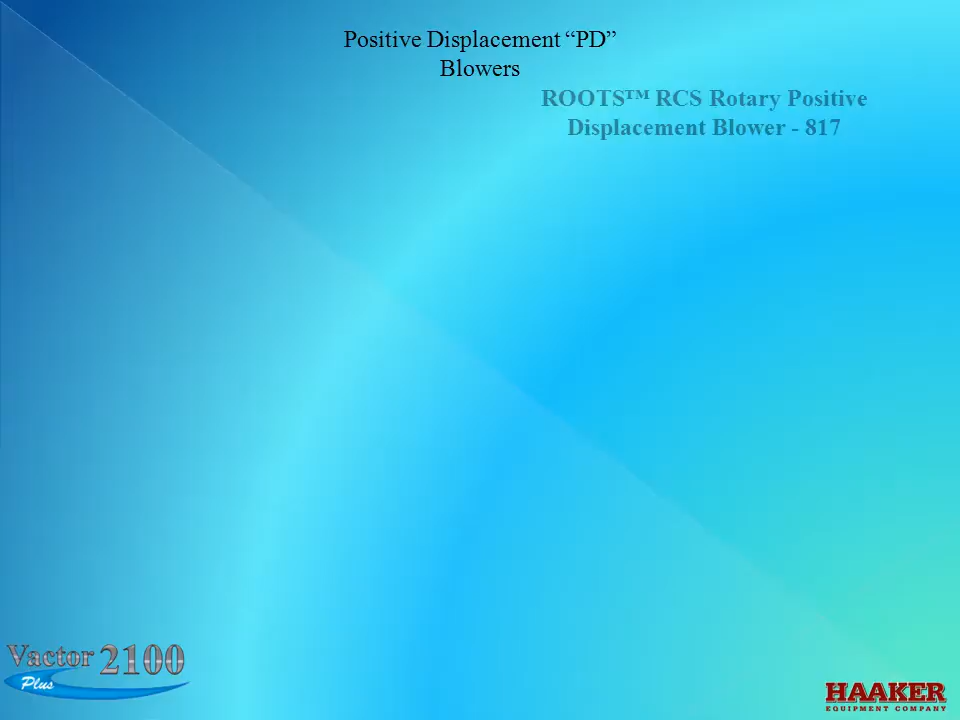 Positive Displacement “PD”
Blowers
ROOTS™ RCS Rotary Positive
Displacement Blower - 817
Vactor 2100
Plus
HAAKER
EQUIPMENT COMPANY